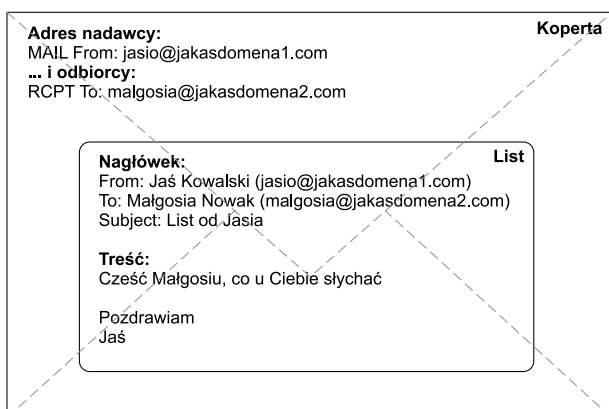 Koperta
Adres nadawcy:
MAIL From: jasio@jakasdomena1.com
... i odbiorcy:
RCPT To: malgosia@jakasdomena2.com
List
Nagłówek:
From: Jaś Kowalski (jasio@jakasdomena1.com)
To: Małgosia Nowak (malgosia@jakasdomena2.com)
Subject: List od Jasia
Treść:
Cześć Małgosiu, co u Ciebie słychać
Pozdrawiam
Jaś